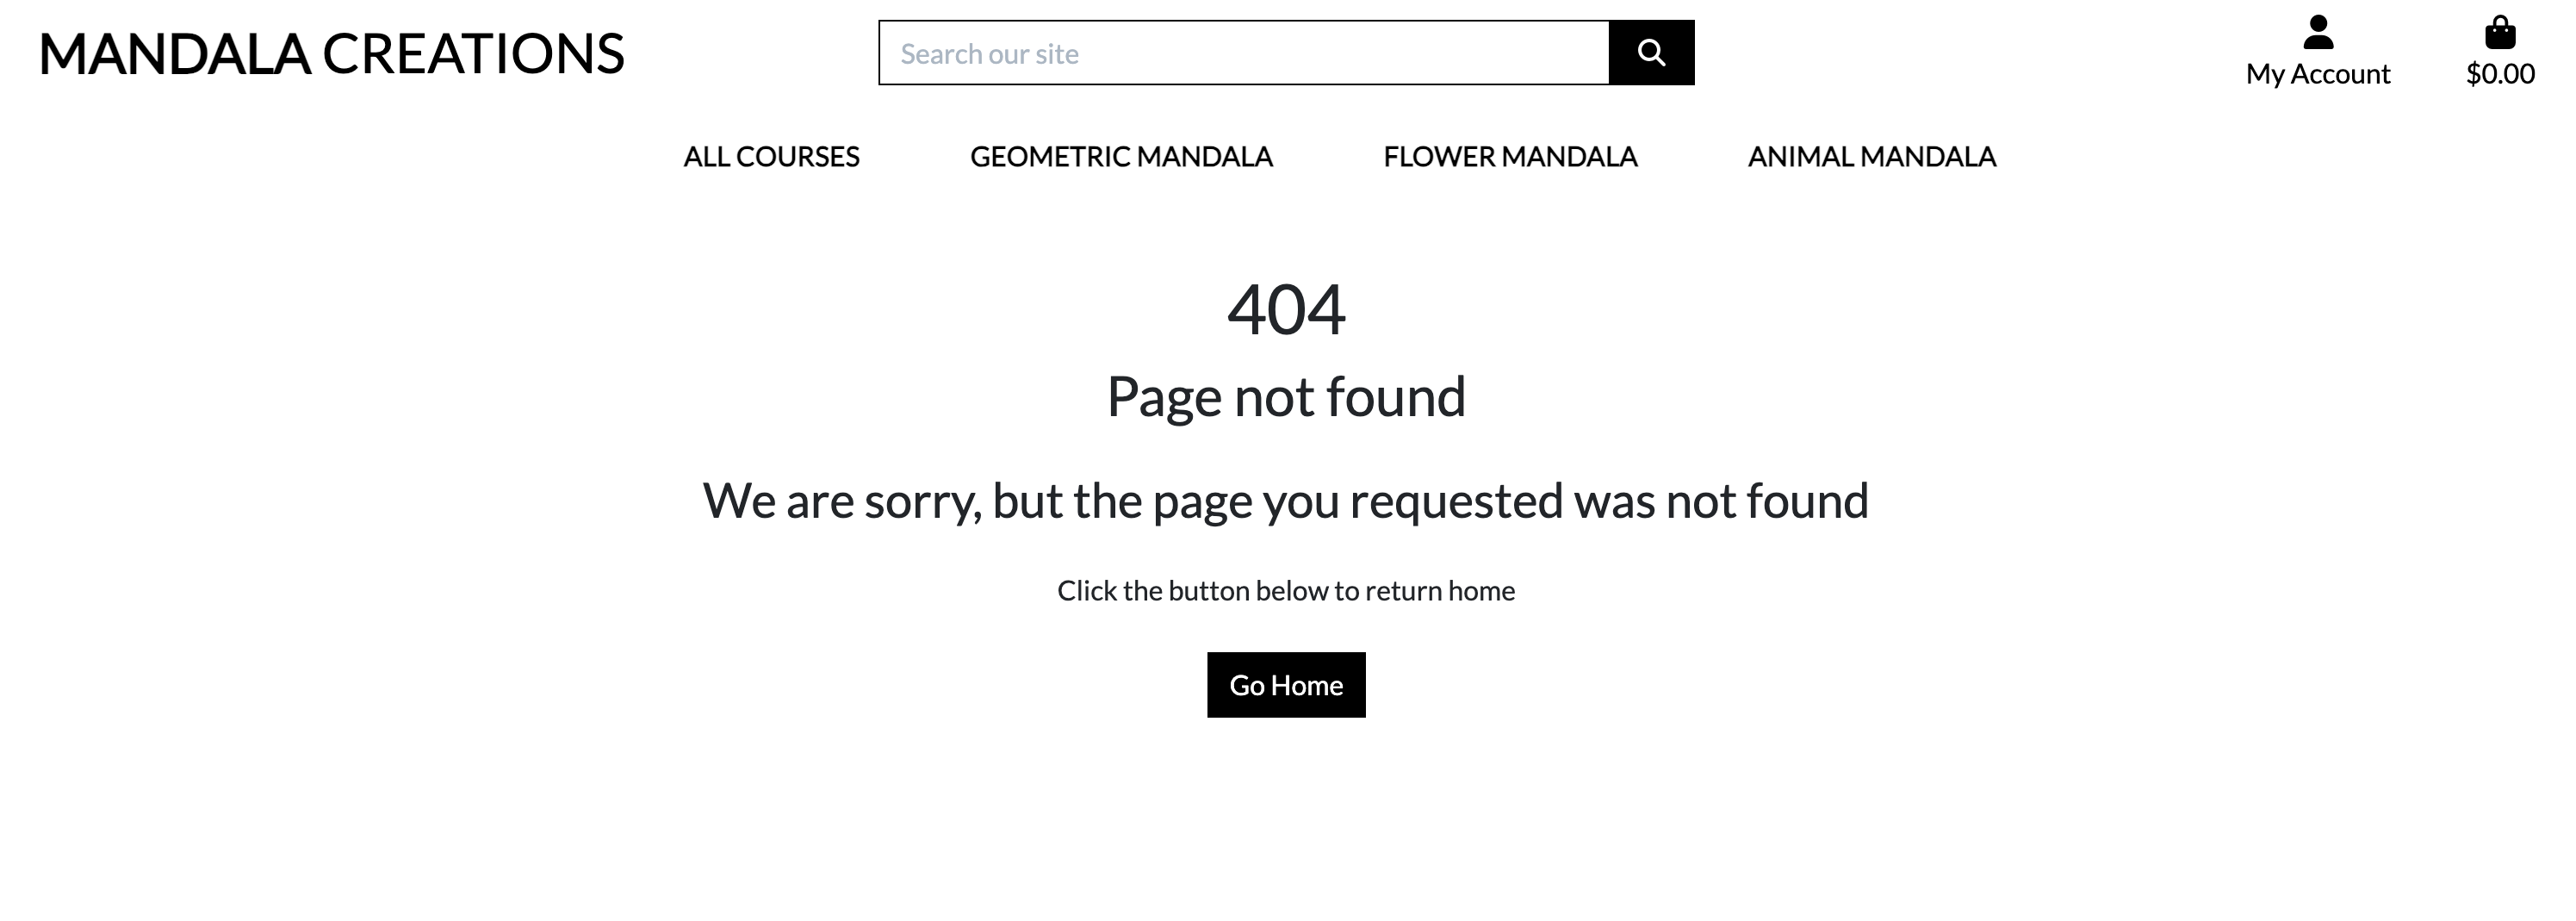 MANDALA CREATIONS
Search our site
My Account
$0.00
ALL COURSES
GEOMETRIC MANDALA
FLOWER MANDALA
ANIMAL MANDALA
404
Page not found
We are sorry, but the page you requested was not found
Click the button below to return home
Go Home